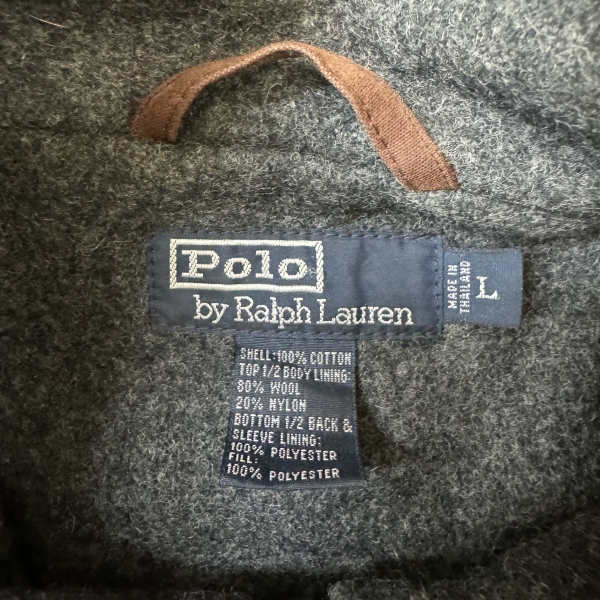 Polo
by Ralph Lauren
MADE IN
THAILAND
L
SHELL:100% COTTON
TOP 1/2 BODY LINING:
80% WOOL
20% NYLON
BOTTOM 1/2 BACK &
SLEEVE LINING:
100% POLYESTER
FILL:
100% POLYESTER